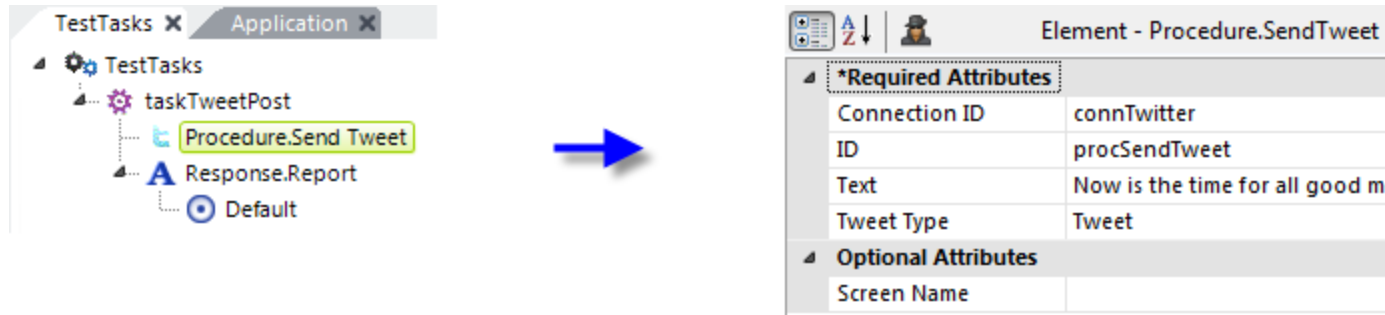 TestTasks
Application
TestTasks
taskTweetPost
Procedure.Send Tweet
Response.Report
Default
Element - Procedure.SendTweet
*Required Attributes
Connection ID connTwitter
ID procSendTweet
Text Now is the time for all good m
Tweet Type Tweet
Optional Attributes
Screen Name